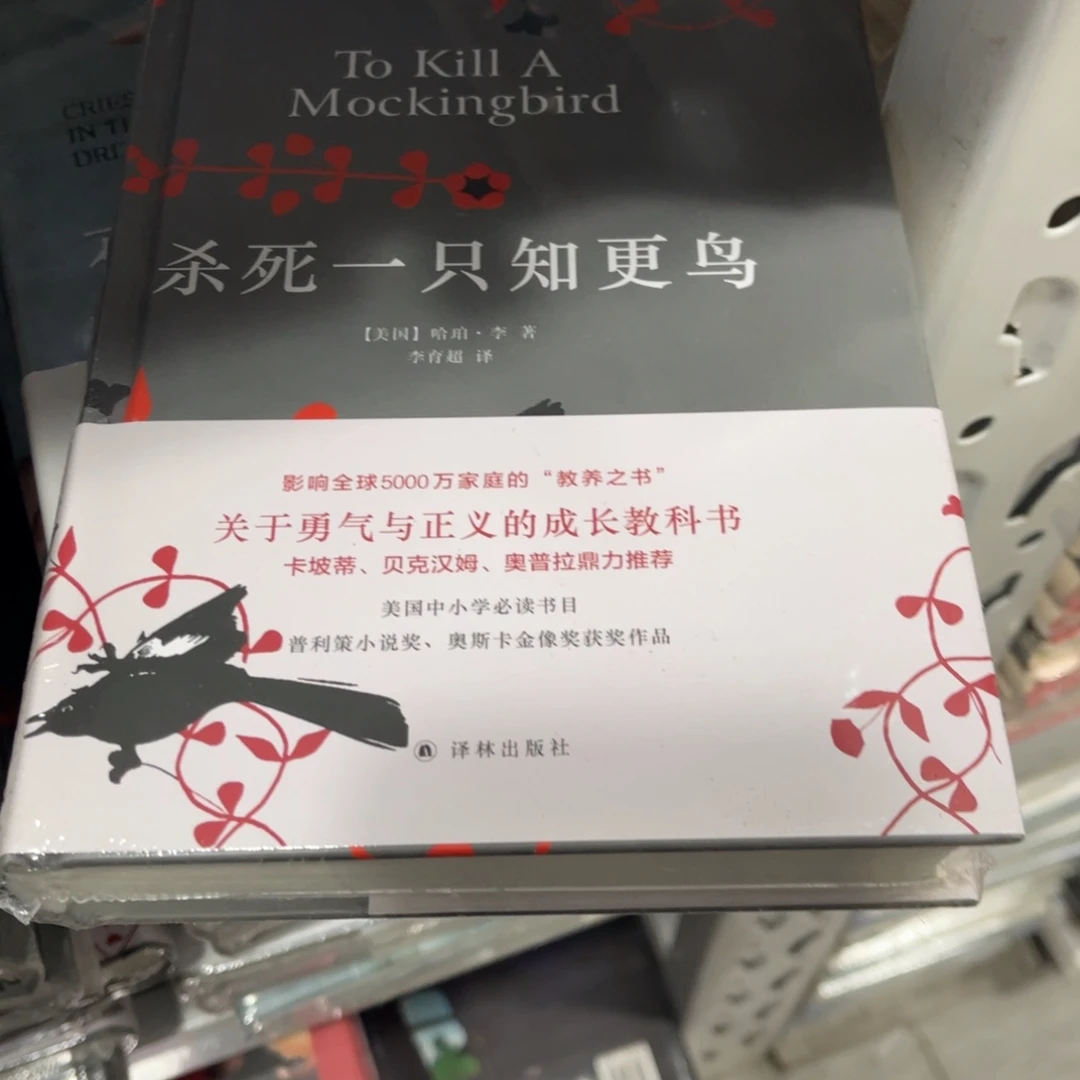 To Kill A
Mockingbird
杀死一只知更鸟
【美国】哈珀·李 著
李育超 译
影响全球5000万家庭的“教养之书”
关于勇气与正义的成长教科书
卡坡蒂、贝克汉姆、奥普拉鼎力推荐
美国中小学必读书目
普利策小说奖、奥斯卡金像奖获奖作品
译林出版社
CRIES
IN TH
DRI